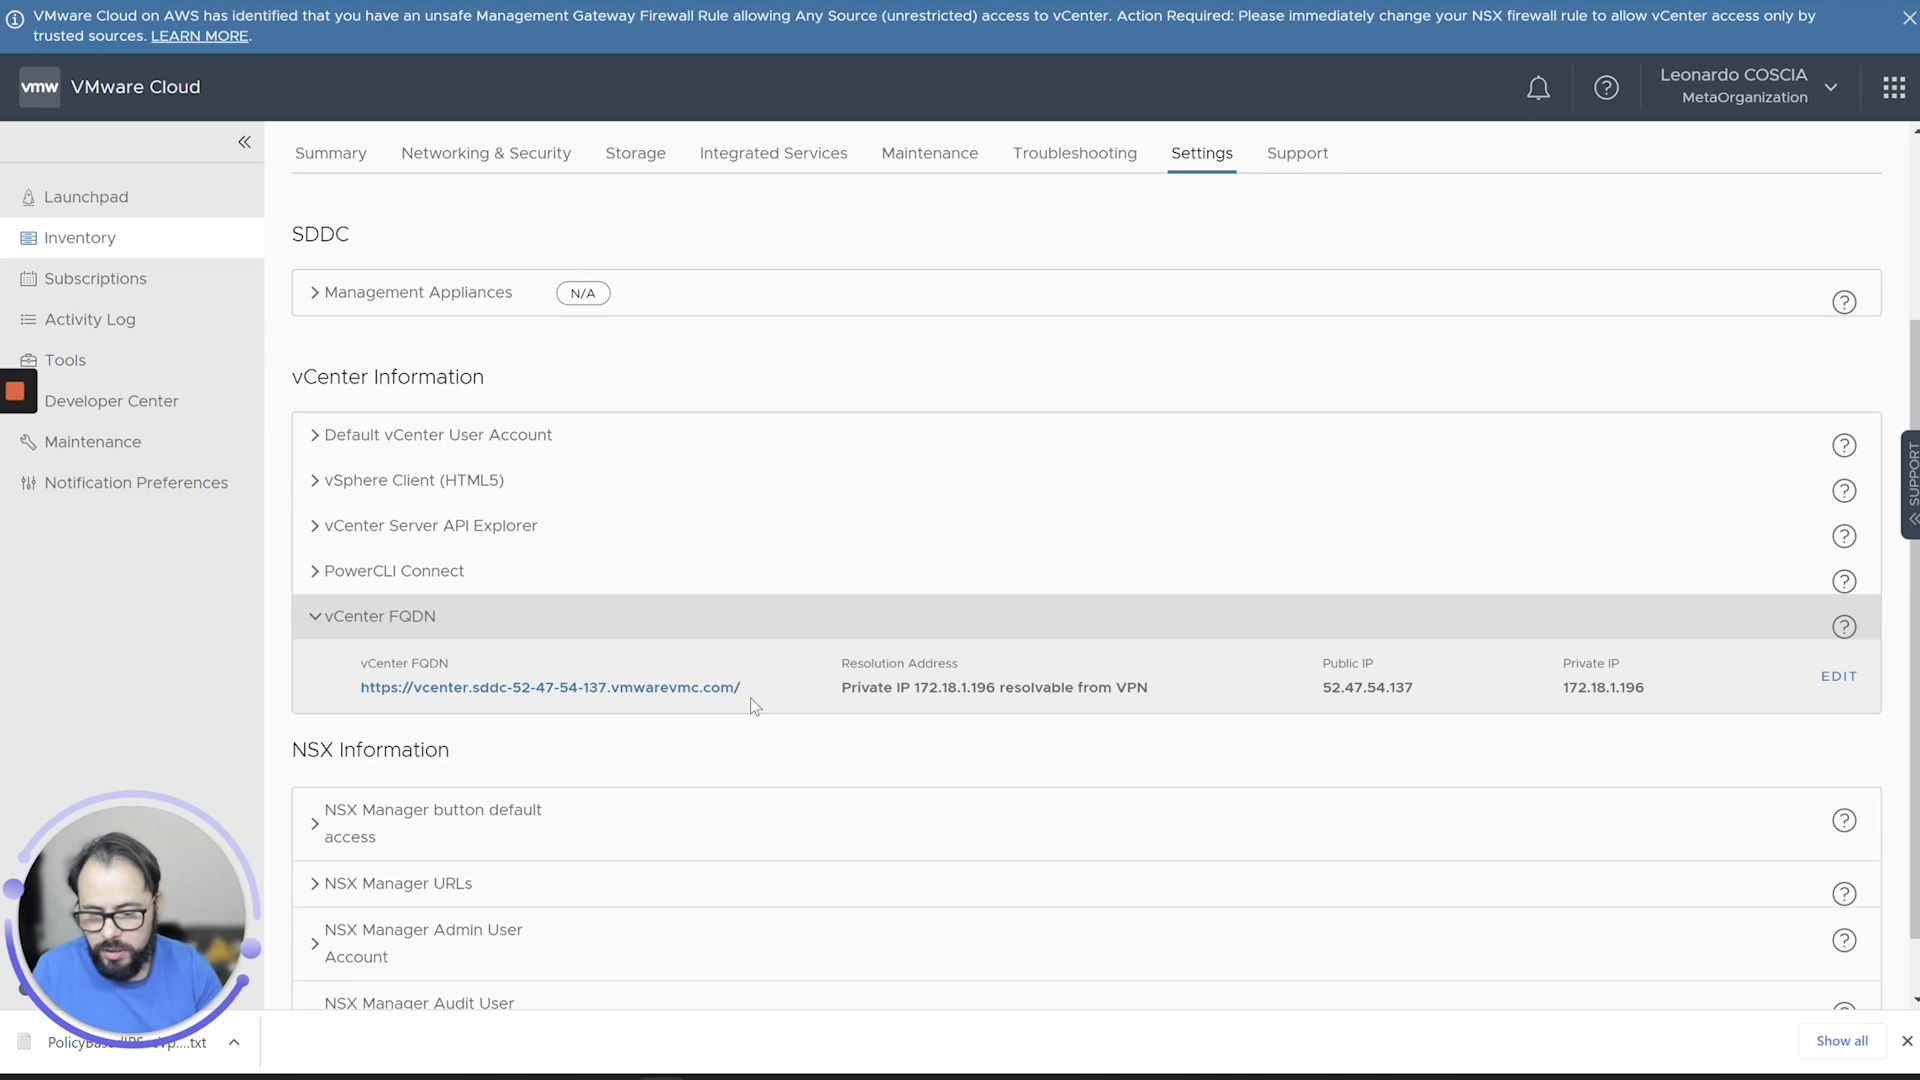 VMware Cloud on AWS has identified that you have an unsafe Management Gateway Firewall Rule allowing Any Source (unrestricted) access to vCenter. Action Required: Please immediately change your NSX firewall rule to allow vCenter access only by
trusted sources. LEARN MORE.
vmw VMware Cloud
Leonardo COSCIA
MetaOrganization
Summary Networking & Security Storage Integrated Services Maintenance Troubleshooting Settings Support
Launchpad
Inventory
Subscriptions
Activity Log
Tools
Developer Center
Maintenance
Notification Preferences
SDDC
Management Appliances N/A
vCenter Information
Default vCenter User Account
vSphere Client (HTML5)
vCenter Server API Explorer
PowerCLI Connect
vCenter FQDN
vCenter FQDN Resolution Address Public IP Private IP
https://vcenter.sddc-52-47-54-137.vmwarevmc.com/ Private IP 172.18.1.196 resolvable from VPN 52.47.54.137 172.18.1.196 EDIT
NSX Information
NSX Manager button default
access
NSX Manager URLs
NSX Manager Admin User
Account
NSX Manager Audit User
SUPPORT
Show all